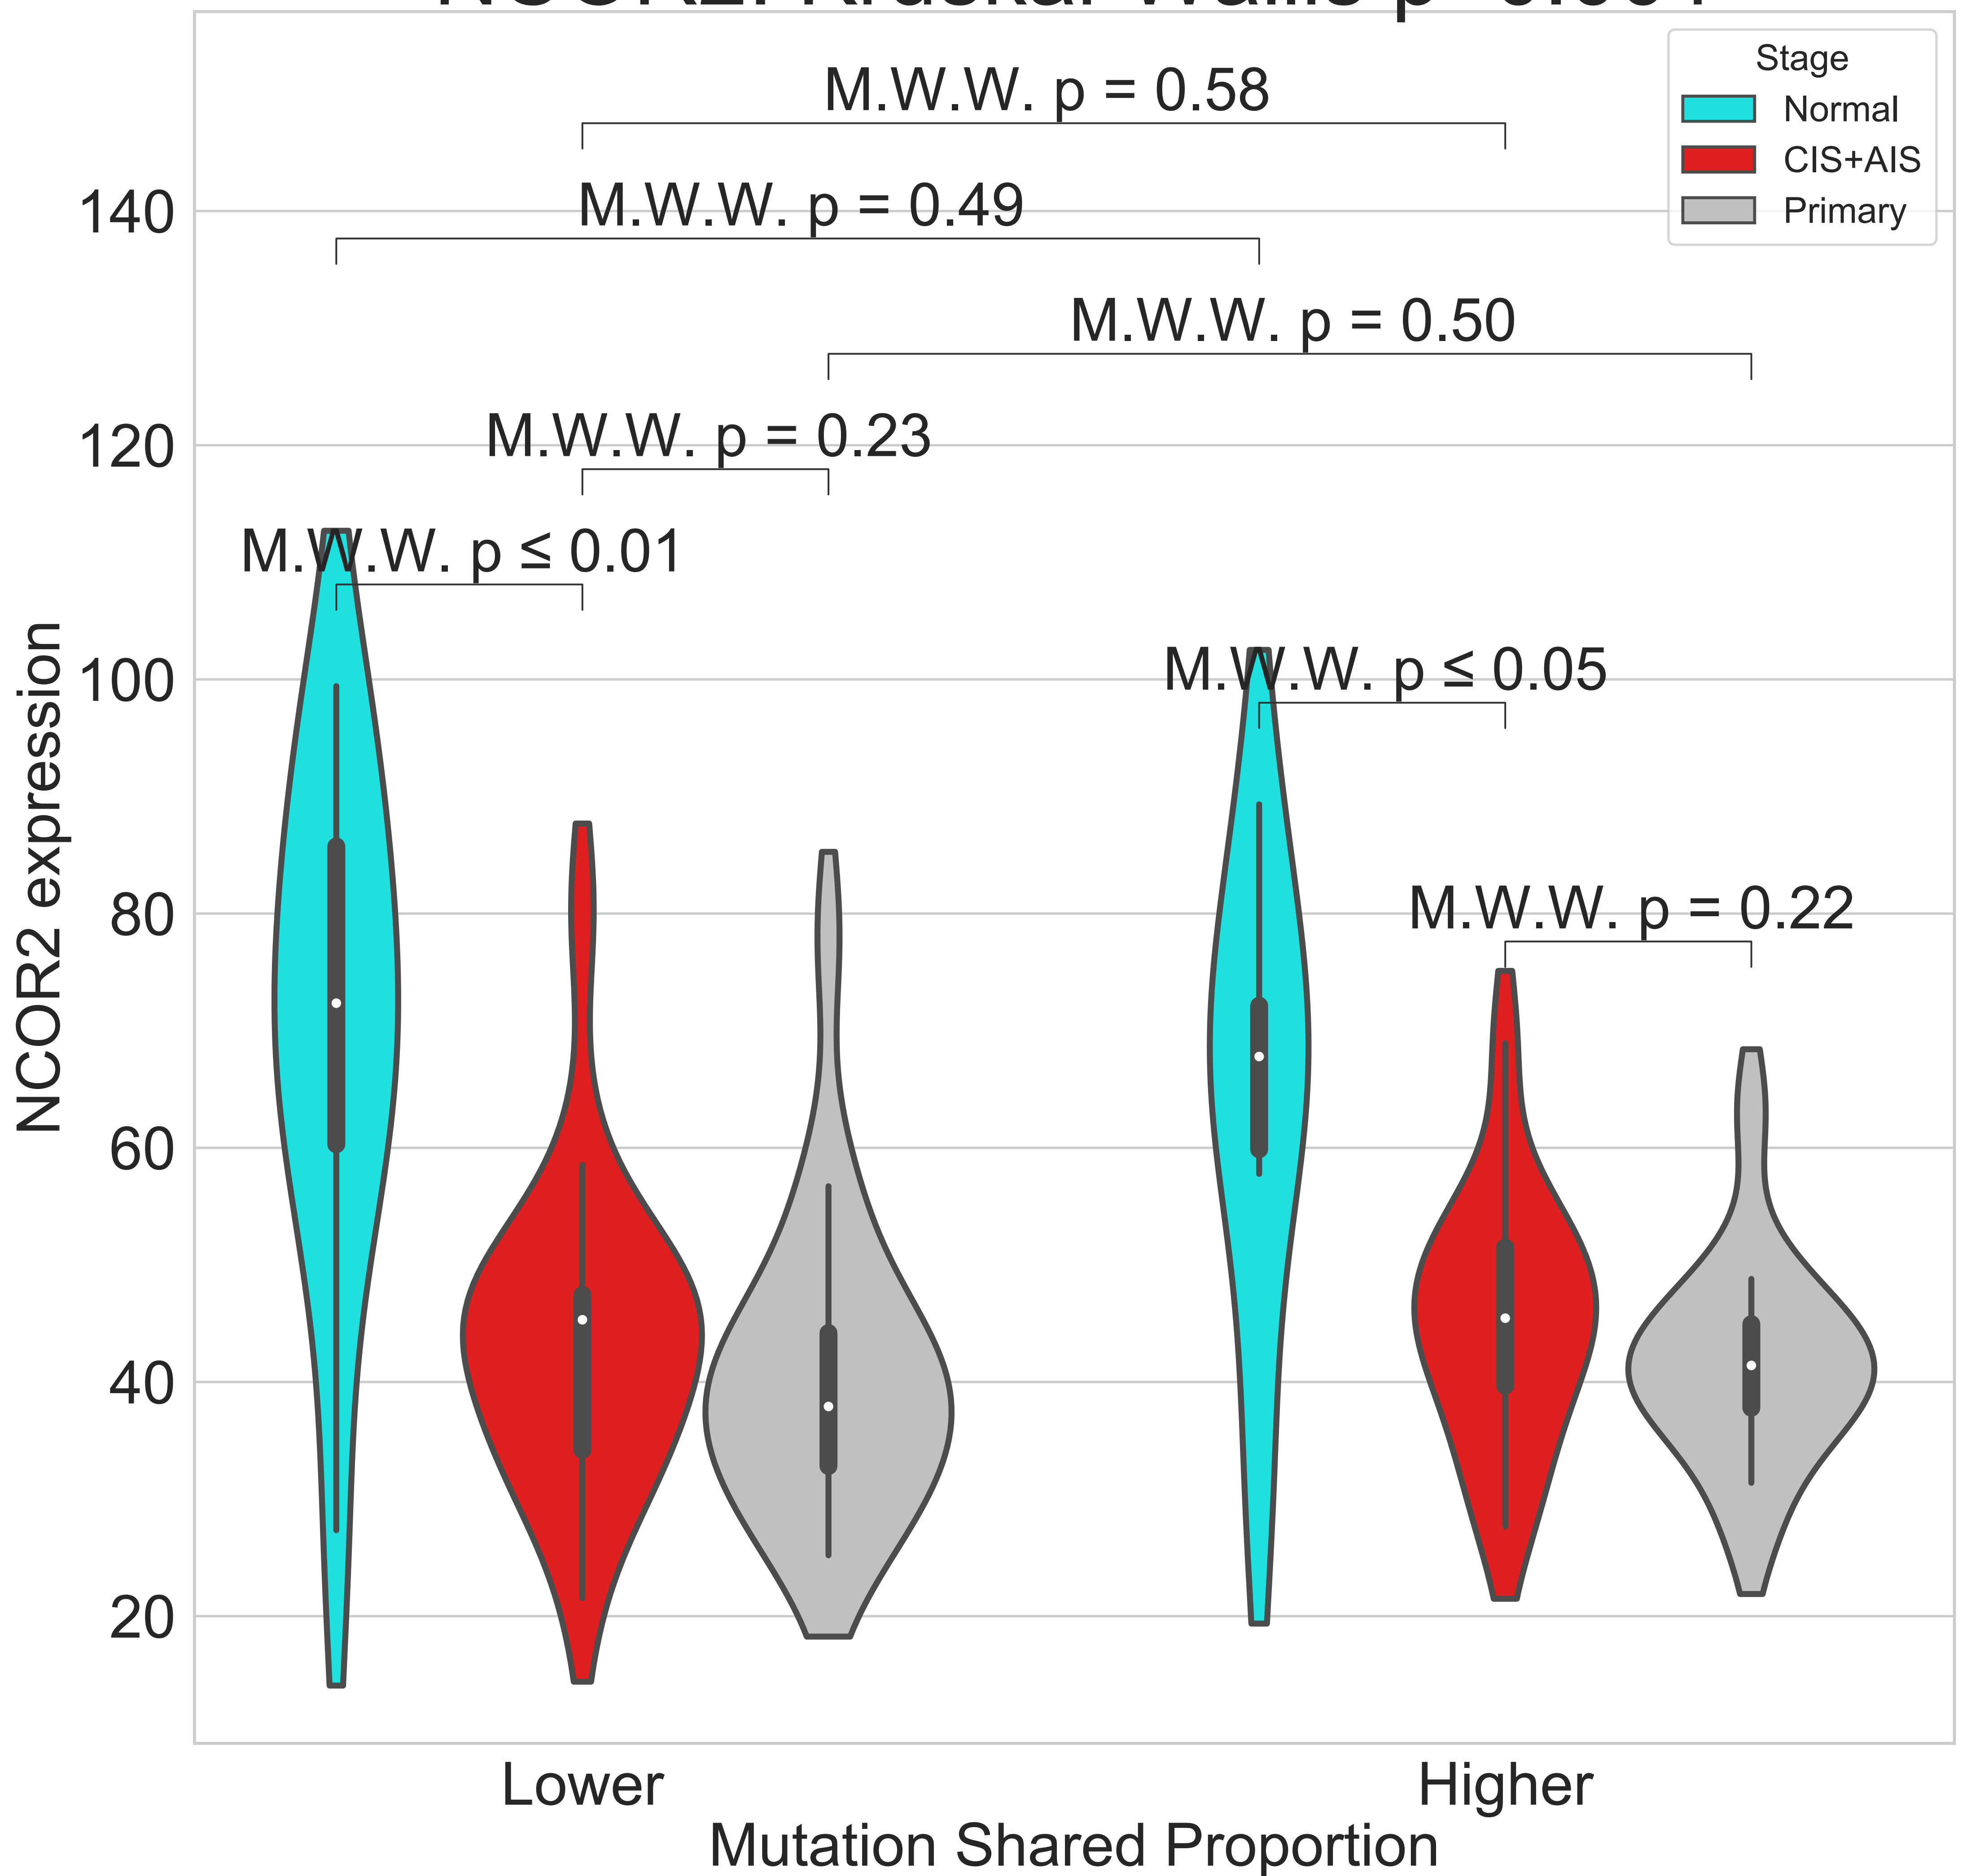 Stage
Normal
CIS+AIS
Primary
M.W.W. p = 0.58
M.W.W. p = 0.49
M.W.W. p = 0.50
M.W.W. p = 0.23
M.W.W. p ≤ 0.01
M.W.W. p ≤ 0.05
M.W.W. p = 0.22
140
120
100
80
60
40
20
NCOR2 expression
Lower
Higher
Mutation Shared Proportion